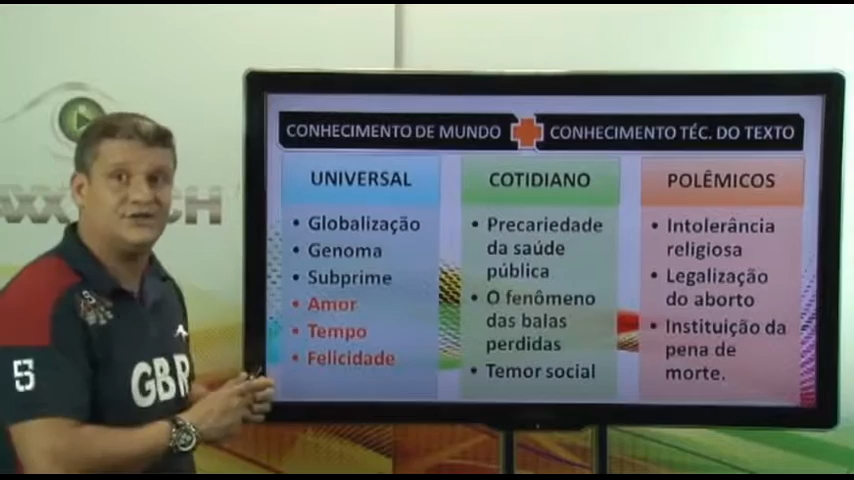 CONHECIMENTO DE MUNDO
CONHECIMENTO TÉC. DO TEXTO
UNIVERSAL
• Globalização
• Genoma
• Subprime
• Amor
• Tempo
• Felicidade
COTIDIANO
• Precariedade
da saúde
pública
• O fenômeno
das balas
perdidas
• Temor social
POLÊMICOS
• Intolerância
religiosa
• Legalização
do aborto
• Instituição da
pena de
morte.
5
GBR